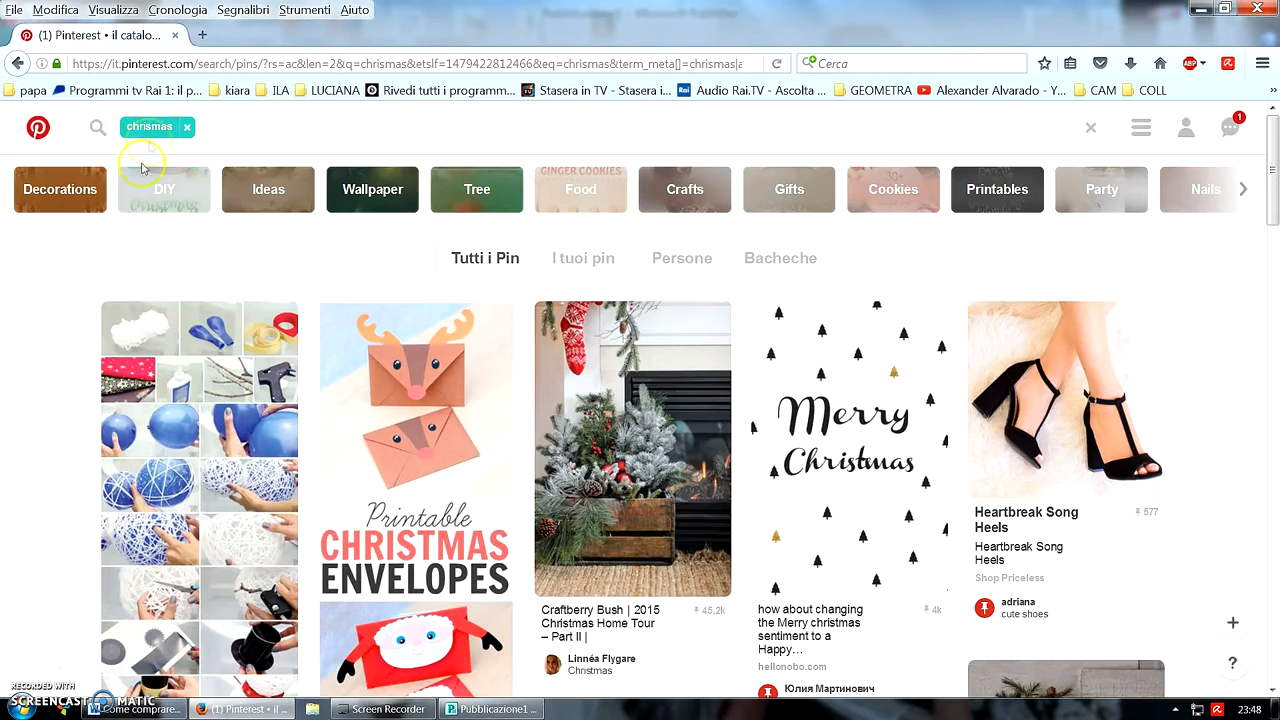 File Modifica Visualizza Cronologia Segnalibri Strumenti Aiuto
(1) Pinterest • il catalo...
https://it.pinterest.com/search/pins/?rs=ac&len=2&q=chrismas&etslf=1479422812466&eq=chrismas&term_meta[]=chrismas|a
Cerca
ABP
papa Programmi tv Rai 1: il p... kiara ILA LUCIANA Rivedi tutti i programm... Stasera in TV - Stasera i... Rai Audio Rai.TV - Ascolta ... GEOMETRA Alexander Alvarado - Y... CAM COLL
chrismas
1
Decorations DIY Ideas Wallpaper Tree Food Crafts Gifts Cookies Printables Party Nails
GINGER COOKIES
Tutti i Pin I tuoi pin Persone Bacheche
Printable
CHRISTMAS
ENVELOPES
Craftberry Bush | 2015
Christmas Home Tour
– Part II |
45,2k
Linnéa Flygare
Christmas
Merry
Christmas
how about changing
the Merry christmas
sentiment to a
Happy...
4k
hellonobo.com
Юлия Мартинович
Heartbreak Song
Heels
577
Heartbreak Song
Heels
Shop Priceless
adriana
cute shoes
+
?
RECORDED WITH
SCREENCAST MATIC
Come comprare... (1) Pinterest • il cata... Screen Recorder Pubblicazione1 ...
23:48